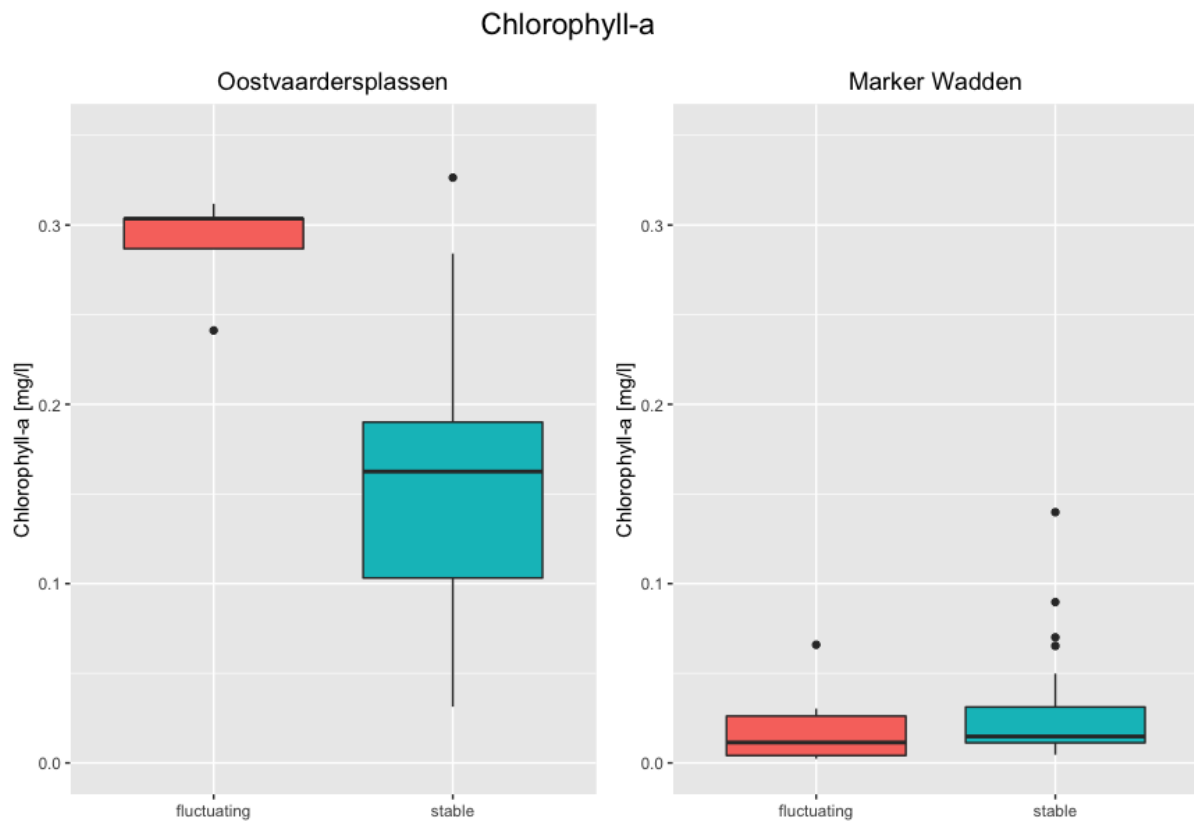 Chlorophyll-a
Oostvaardersplassen
Chlorophyll-a [mg/l]
0.3
0.2
0.1
0.0
fluctuating
stable
Marker Wadden
Chlorophyll-a [mg/l]
0.3
0.2
0.1
0.0
fluctuating
stable